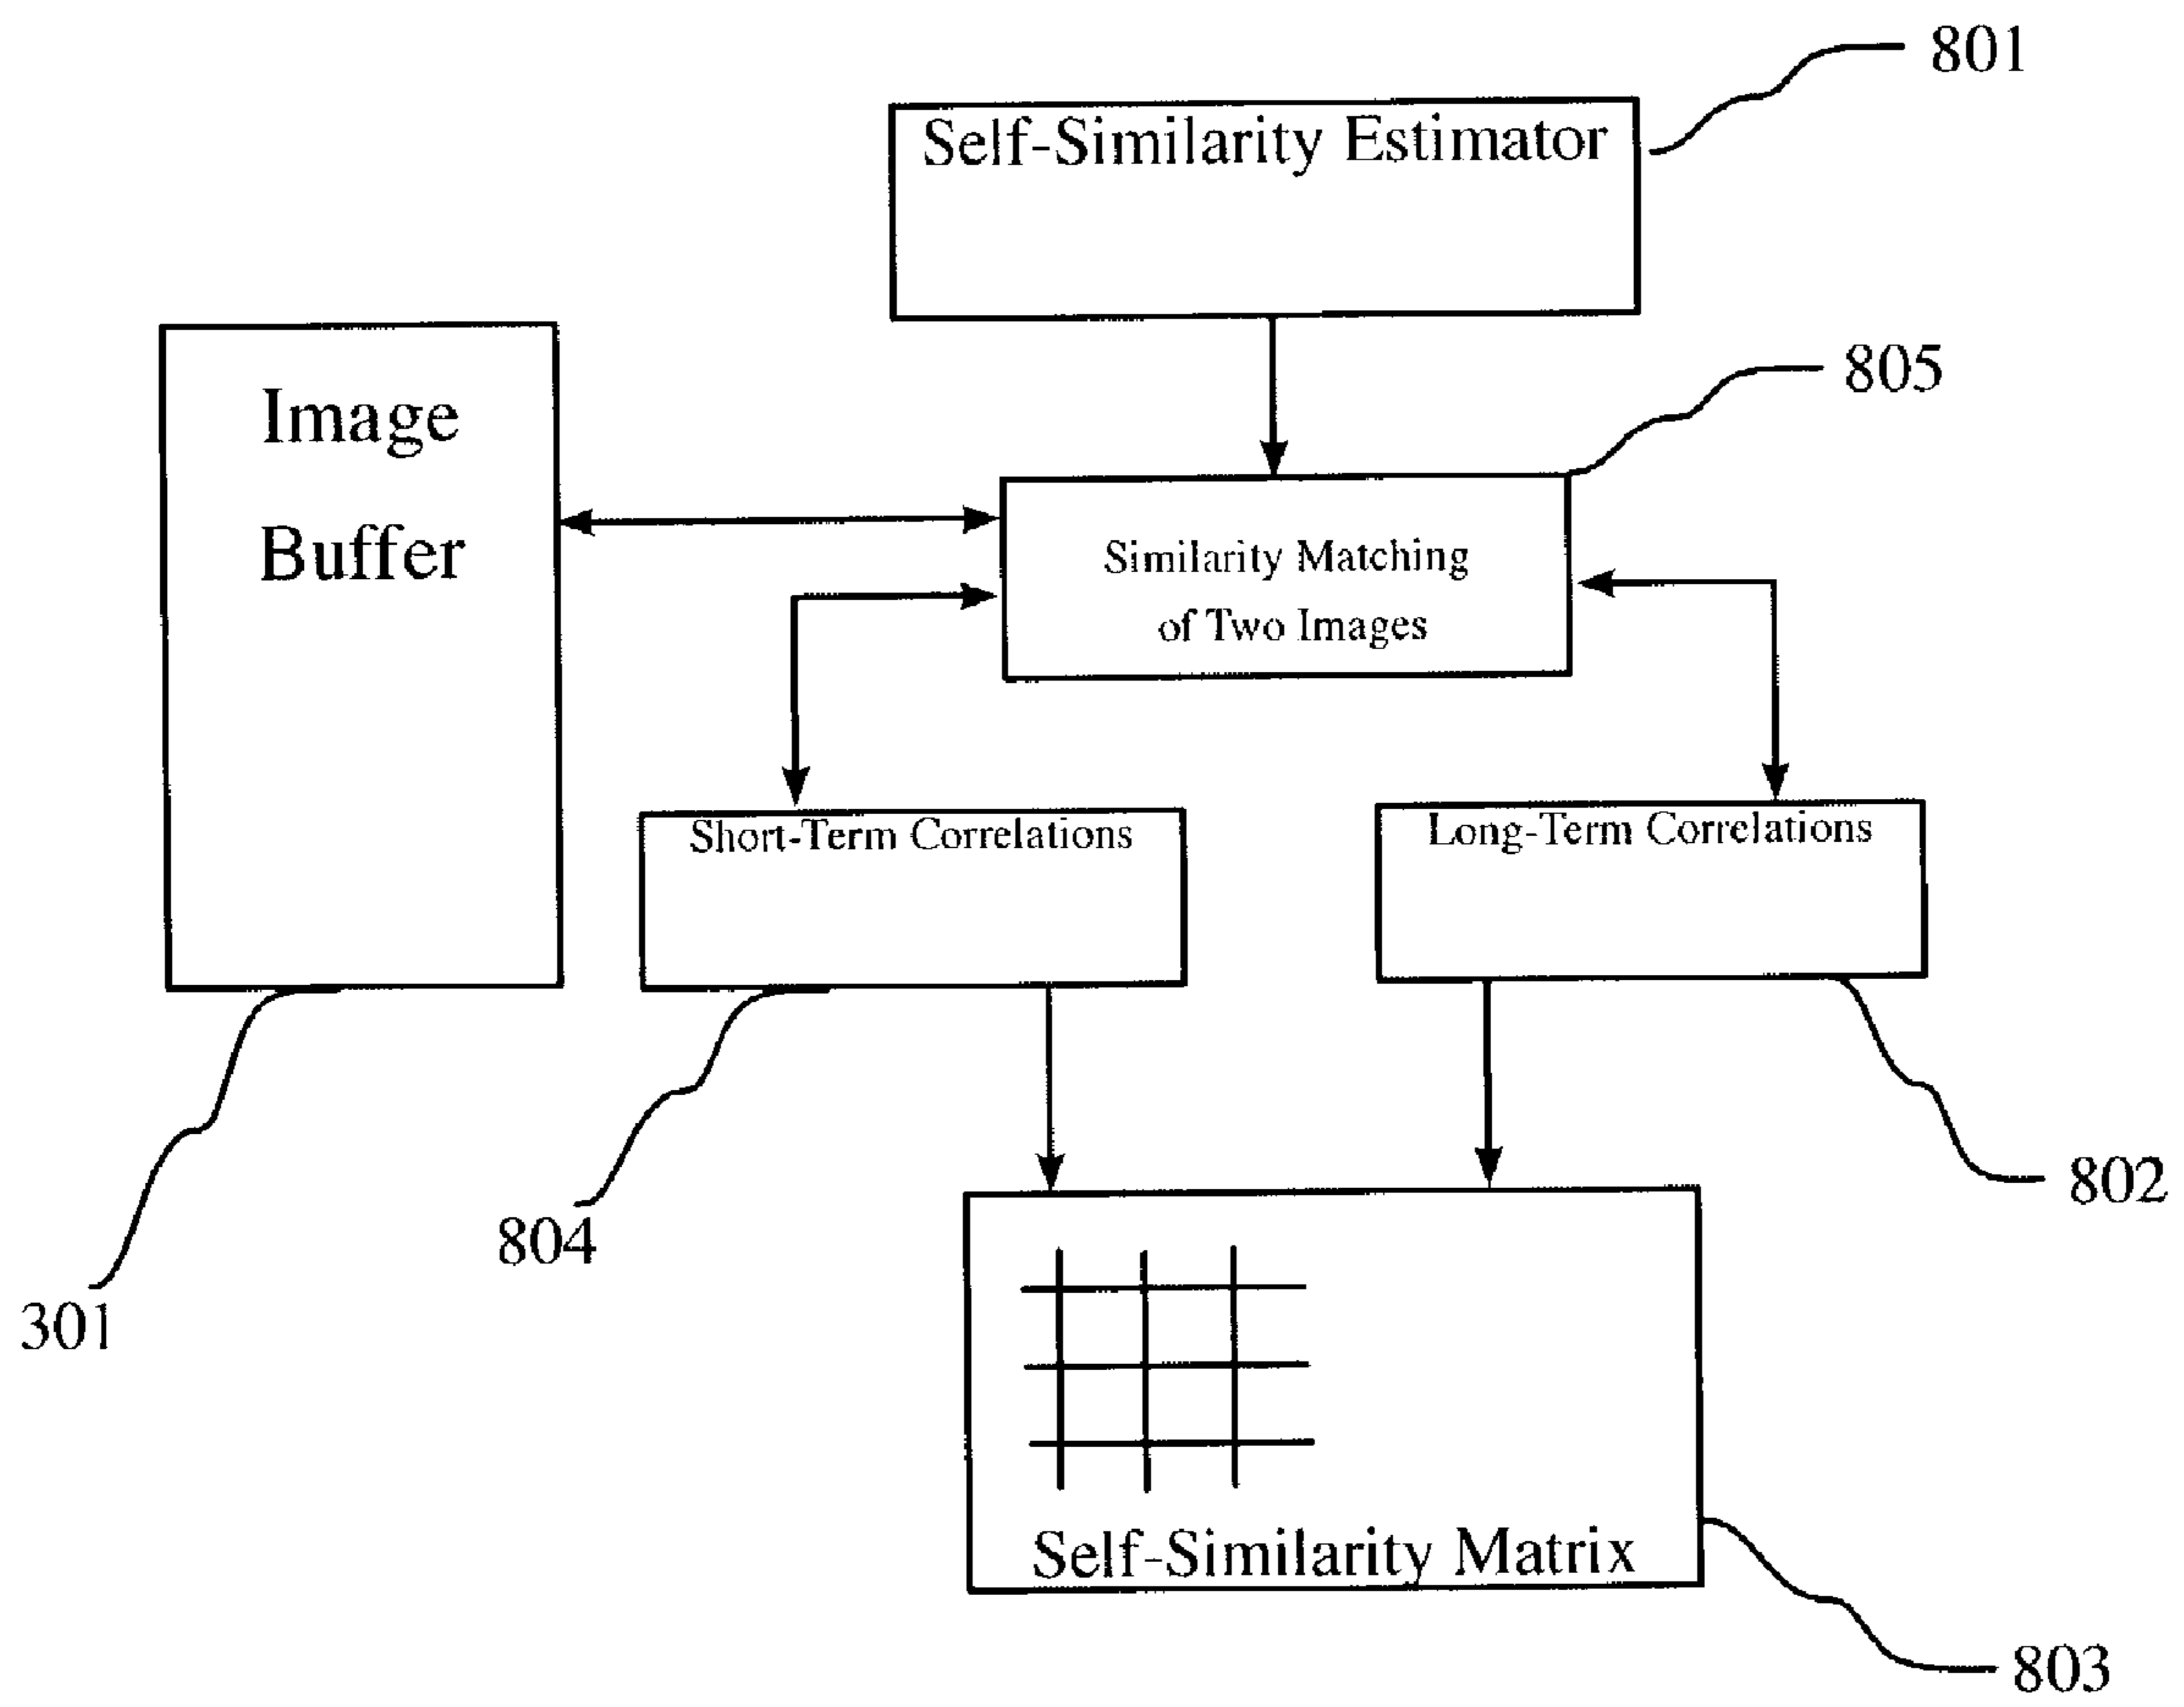 801
Self-Similarity Estimator
805
Image
Buffer
Similarity Matching
of Two Images
Short-Term Correlations
Long-Term Correlations
802
804
301
Self-Similarity Matrix
803